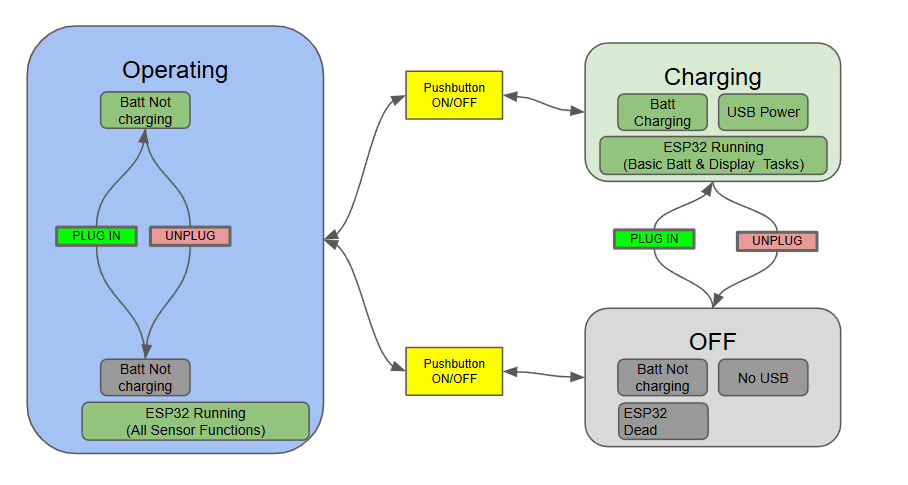 Operating
Batt Not
charging
PLUG IN
UNPLUG
Batt Not
charging
ESP32 Running
(All Sensor Functions)
Pushbutton
ON/OFF
Pushbutton
ON/OFF
Charging
Batt
Charging
USB Power
ESP32 Running
(Basic Batt & Display Tasks)
PLUG IN
UNPLUG
OFF
Batt Not
charging
No USB
ESP32
Dead